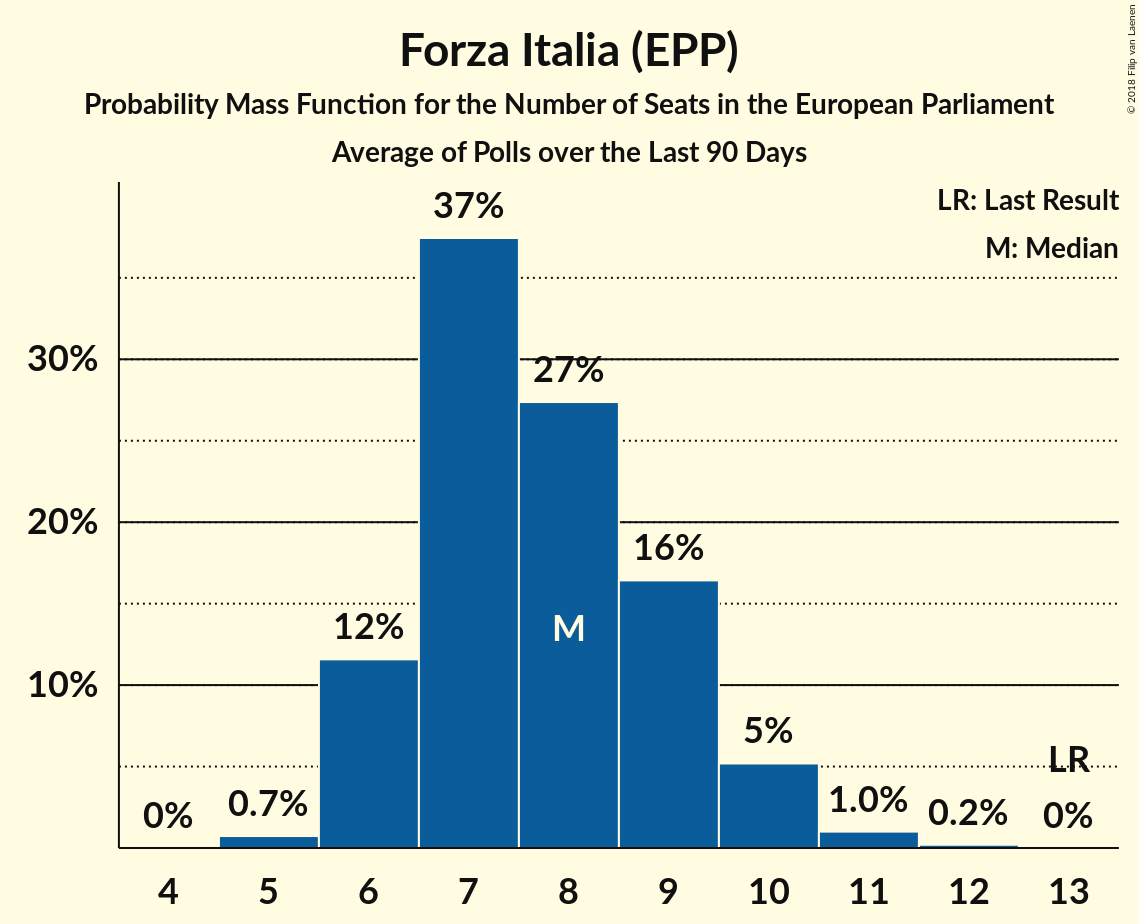 Forza Italia (EPP)
Probability Mass Function for the Number of Seats in the European Parliament
Average of Polls over the Last 90 Days
© 2018 Filip van Laenen
LR: Last Result
M: Median
37%
30%
27%
20%
16%
12%
M
10%
5%
LR
0%
0.7%
1.0%
0.2%
0%
4 5 6 7 8 9 10 11 12 13